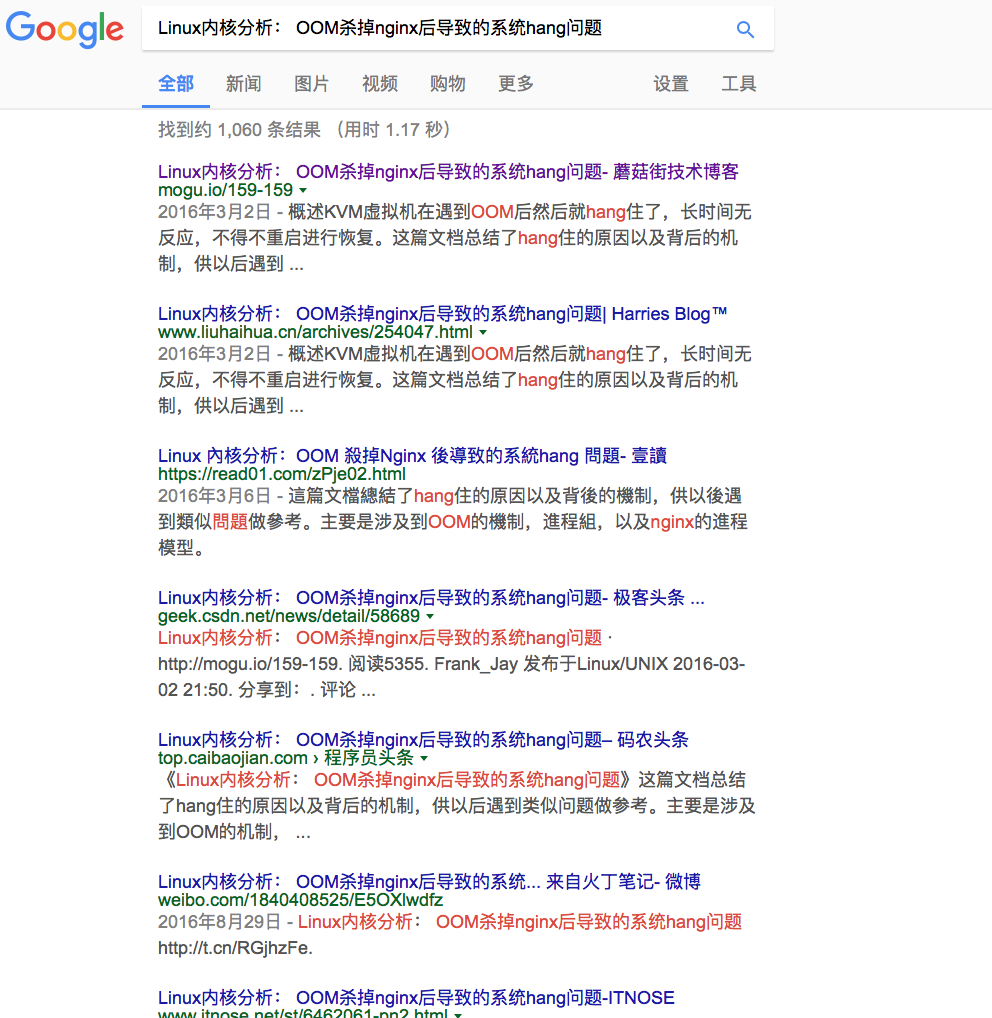 Google
Linux内核分析： OOM杀掉nginx后导致的系统hang问题
全部 新闻 图片 视频 购物 更多 设置 工具
找到约 1,060 条结果 （用时 1.17 秒）
Linux内核分析： OOM杀掉nginx后导致的系统hang问题- 蘑菇街技术博客
mogu.io/159-159
2016年3月2日 - 概述KVM虚拟机在遇到OOM后然后就hang住了，长时间无
反应，不得不重启进行恢复。这篇文档总结了hang住的原因以及背后的机
制，供以后遇到 ...
Linux内核分析： OOM杀掉nginx后导致的系统hang问题| Harries Blog™
www.liuhaihua.cn/archives/254047.html
2016年3月2日 - 概述KVM虚拟机在遇到OOM后然后就hang住了，长时间无
反应，不得不重启进行恢复。这篇文档总结了hang住的原因以及背后的机
制，供以后遇到 ...
Linux 內核分析：OOM 殺掉Nginx 後導致的系統hang 問題- 壹讀
https://read01.com/zPje02.html
2016年3月6日 - 這篇文檔總結了hang住的原因以及背後的機制，供以後遇
到類似問題做參考。主要是涉及到OOM的機制，進程組，以及nginx的進程
模型。
Linux内核分析： OOM杀掉nginx后导致的系统hang问题- 极客头条 ...
geek.csdn.net/news/detail/58689
Linux内核分析： OOM杀掉nginx后导致的系统hang问题 ·
http://mogu.io/159-159. 阅读5355. Frank_Jay 发布于Linux/UNIX 2016-03-
02 21:50. 分享到：. 评论 ...
Linux内核分析： OOM杀掉nginx后导致的系统hang问题– 码农头条
top.caibaojian.com › 程序员头条
《Linux内核分析： OOM杀掉nginx后导致的系统hang问题》这篇文档总结
了hang住的原因以及背后的机制，供以后遇到类似问题做参考。主要是涉及
到OOM的机制， ...
Linux内核分析： OOM杀掉nginx后导致的系统... 来自火丁笔记- 微博
weibo.com/1840408525/E5OXlwdfz
2016年8月29日 - Linux内核分析： OOM杀掉nginx后导致的系统hang问题
http://t.cn/RGjhzFe.
Linux内核分析： OOM杀掉nginx后导致的系统hang问题-ITNOSE
www.itnose.net/st/6462061-pn2.html